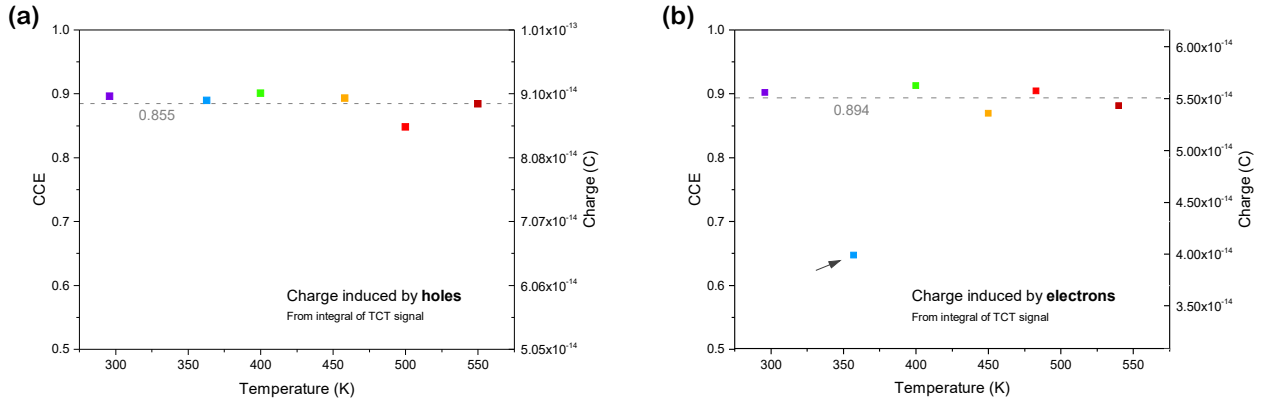 (a)
1.0
0.9
0.8
0.7
0.6
0.5
CCE
0.855
1.01x10⁻¹³
9.10x10⁻¹⁴
8.08x10⁻¹⁴
7.07x10⁻¹⁴
6.06x10⁻¹⁴
5.05x10⁻¹⁴
Charge (C)
Charge induced by holes
From integral of TCT signal
300 350 400 450 500 550
Temperature (K)
(b)
1.0
0.9
0.8
0.7
0.6
0.5
CCE
0.894
6.00x10⁻¹⁴
5.50x10⁻¹⁴
5.00x10⁻¹⁴
4.50x10⁻¹⁴
4.00x10⁻¹⁴
3.50x10⁻¹⁴
Charge (C)
Charge induced by electrons
From integral of TCT signal
300 350 400 450 500 550
Temperature (K)